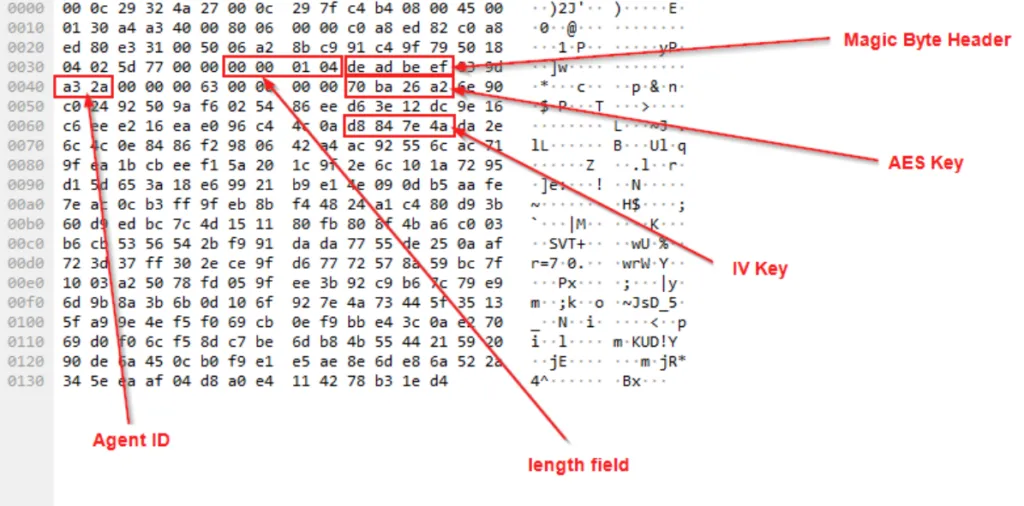 0000 00 0c 29 32 4a 27 00 0c 29 7f c4 b4 08 00 45 00 ··)2J'·· )·····E·
0010 01 30 a4 a3 40 00 80 06 00 00 c0 a8 ed 82 c0 a8 ·0··@··· ········
0020 ed 80 e3 31 00 50 06 a2 8b c9 91 c4 9f 79 50 18 ···1·P·· ·····yP·
0030 04 02 5d 77 00 00 00 00 01 04 de ad be ef 9d ··]w···· ········
Magic Byte Header
0040 a3 2a 00 00 00 63 00 00 00 00 70 ba 26 a2 6e 90 ·*···c·· ··p·&·n·
0050 c0 24 92 50 9a f6 02 54 86 ee d6 3e 12 dc 9e 16 ·$·P···T ···>····
0060 c6 ee e2 16 ea e0 96 c4 4c 0a d8 84 7e 4a da 2e ········ L···~J·.
0070 6c 4c 0e 84 86 f2 98 06 42 a4 ac 92 55 6c ac 71 lL······ B···Ul·q
0080 9f ea 1b cb ee f1 5a 20 1c 9f 2e 6c 10 1a 72 95 ······Z ··.l··r·
AES Key
0090 d1 5d 65 3a 18 e6 99 21 b9 e1 4e 09 0d b5 aa fe ·]e:···! ··N·····
00a0 7e ac 0c b3 ff 9f eb 8b f4 48 24 a1 c4 80 d9 3b ~······· ·H$····;
00b0 60 d9 ed bc 7c 4d 15 11 80 fb 80 8f 4b a6 c0 03 `···|M·· ····K···
00c0 b6 cb 53 56 54 2b f9 91 da da 77 55 de 25 0a af ··SVT+·· ··wU·%··
00d0 72 3d 37 ff 30 2e ce 9f d6 77 72 57 8a 59 bc 7f r=7·0.·· ·wrW·Y··
IV Key
00e0 10 03 a2 50 78 fd 05 9f ee 3b 92 c9 b6 7c 79 e9 ···Px··· ·;···|y·
00f0 6d 9b 8a 3b 6b 0d 10 6f 92 7e 4a 73 44 5f 35 13 m··;k··o ·~JsD_5·
0100 5f a9 9e 4e f5 f0 69 cb 0e f9 bb e4 3c 0a e2 70 _··N··i· ····<··p
0110 69 d0 f0 6c f5 8d c7 be 6d b8 4b 55 44 21 59 20 i··l···· m·KUD!Y
0120 90 de 6a 45 0c b0 f9 e1 e5 ae 8e 6d e8 6a 52 2a ··jE···· ···m·jR*
0130 34 5e ea af 04 d8 a0 e4 11 42 78 b3 1e d4 4^······ ·Bx···
Agent ID
length field